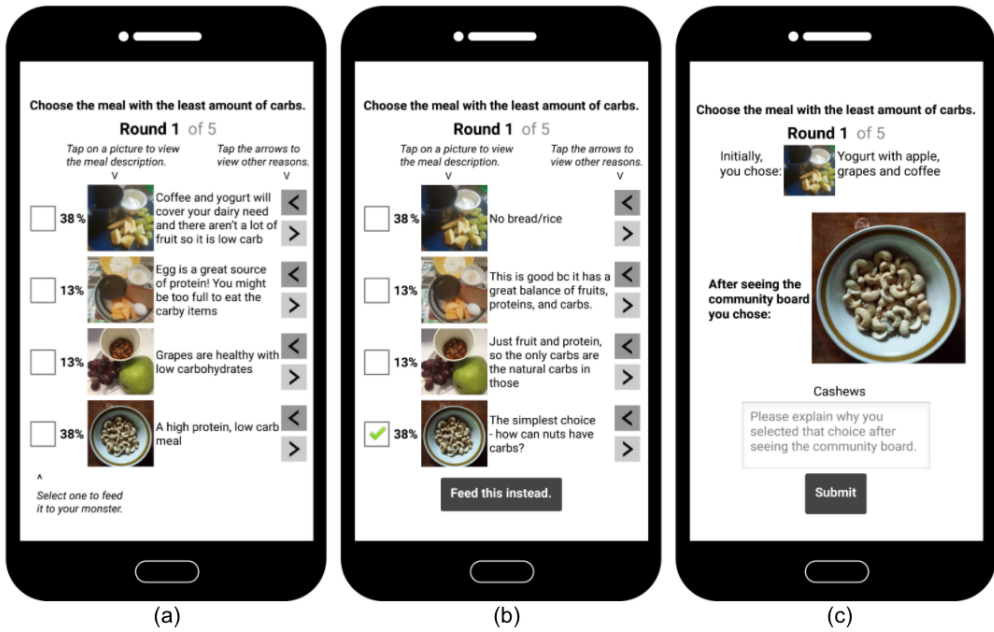 Choose the meal with the least amount of carbs.
Round 1 of 5
Tap on a picture to view
the meal description.
Tap the arrows to
view other reasons.
v
v
38%
Coffee and yogurt will
cover your dairy need
and there aren't a lot of
fruit so it is low carb
<
>
13%
Egg is a great source
of protein! You might
be too full to eat the
carby items
<
>
13%
Grapes are healthy with
low carbohydrates
<
>
38%
A high protein, low carb
meal
<
>
^
Select one to feed
it to your monster.
(a)
Choose the meal with the least amount of carbs.
Round 1 of 5
Tap on a picture to view
the meal description.
Tap the arrows to
view other reasons.
v
v
38%
No bread/rice
<
>
13%
This is good bc it has a
great balance of fruits,
proteins, and carbs.
<
>
13%
Just fruit and protein,
so the only carbs are
the natural carbs in
those
<
>
38%
The simplest choice
- how can nuts have
carbs?
<
>
Feed this instead.
(b)
Choose the meal with the least amount of carbs.
Round 1 of 5
Initially,
you chose:
Yogurt with apple,
grapes and coffee
After seeing the
community board
you chose:
Cashews
Please explain why you
selected that choice after
seeing the community board.
Submit
(c)